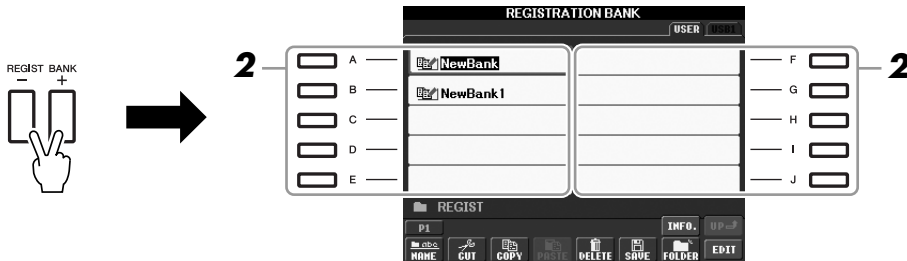 REGISTRATION BANK
USER USB1
REGIST BANK
− +
2 A NewBank F 2
B NewBank1 G
C H
D I
E J
REGIST
P1 INFO. UP
abc NAME CUT COPY PASTE DELETE SAVE FOLDER EDIT